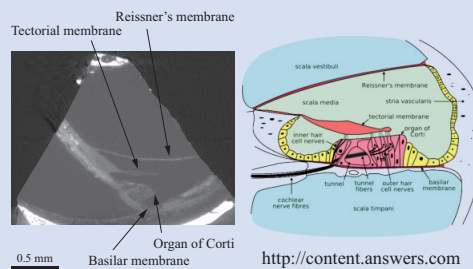 Reissner's membrane
Tectorial membrane
Organ of Corti
Basilar membrane
0.5 mm
scala vestibuli
Reissner's membrane
scala media
stria vascularis
tectorial membrane
organ of
Corti
inner hair
cell nerves
tunnel
tunnel
fibers
outer hair
cell nerves
basilar
membrane
cochlear
nerve fibres
scala timpani
http://content.answers.com